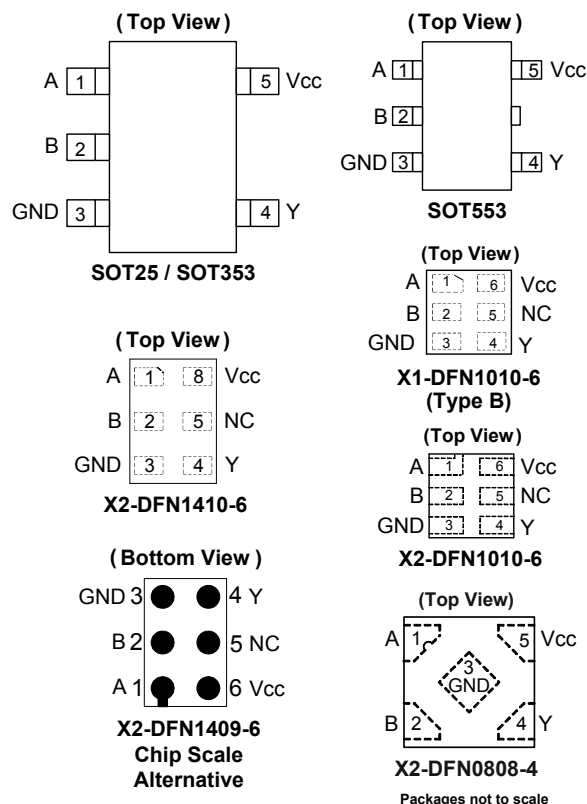 (Top View)
A 1 5 Vcc
B 2
GND 3 4 Y
SOT25 / SOT353
(Top View)
A 1 5 Vcc
B 2
GND 3 4 Y
SOT553
(Top View)
A 1 6 Vcc
B 2 5 NC
GND 3 4 Y
X1-DFN1010-6
(Type B)
(Top View)
A 1 8 Vcc
B 2 5 NC
GND 3 4 Y
X2-DFN1410-6
(Top View)
A 1 6 Vcc
B 2 5 NC
GND 3 4 Y
X2-DFN1010-6
(Bottom View)
GND 3 4 Y
B 2 5 NC
A 1 6 Vcc
X2-DFN1409-6
Chip Scale
Alternative
(Top View)
A 1 5 Vcc
3
GND
B 2 4 Y
X2-DFN0808-4
Packages not to scale